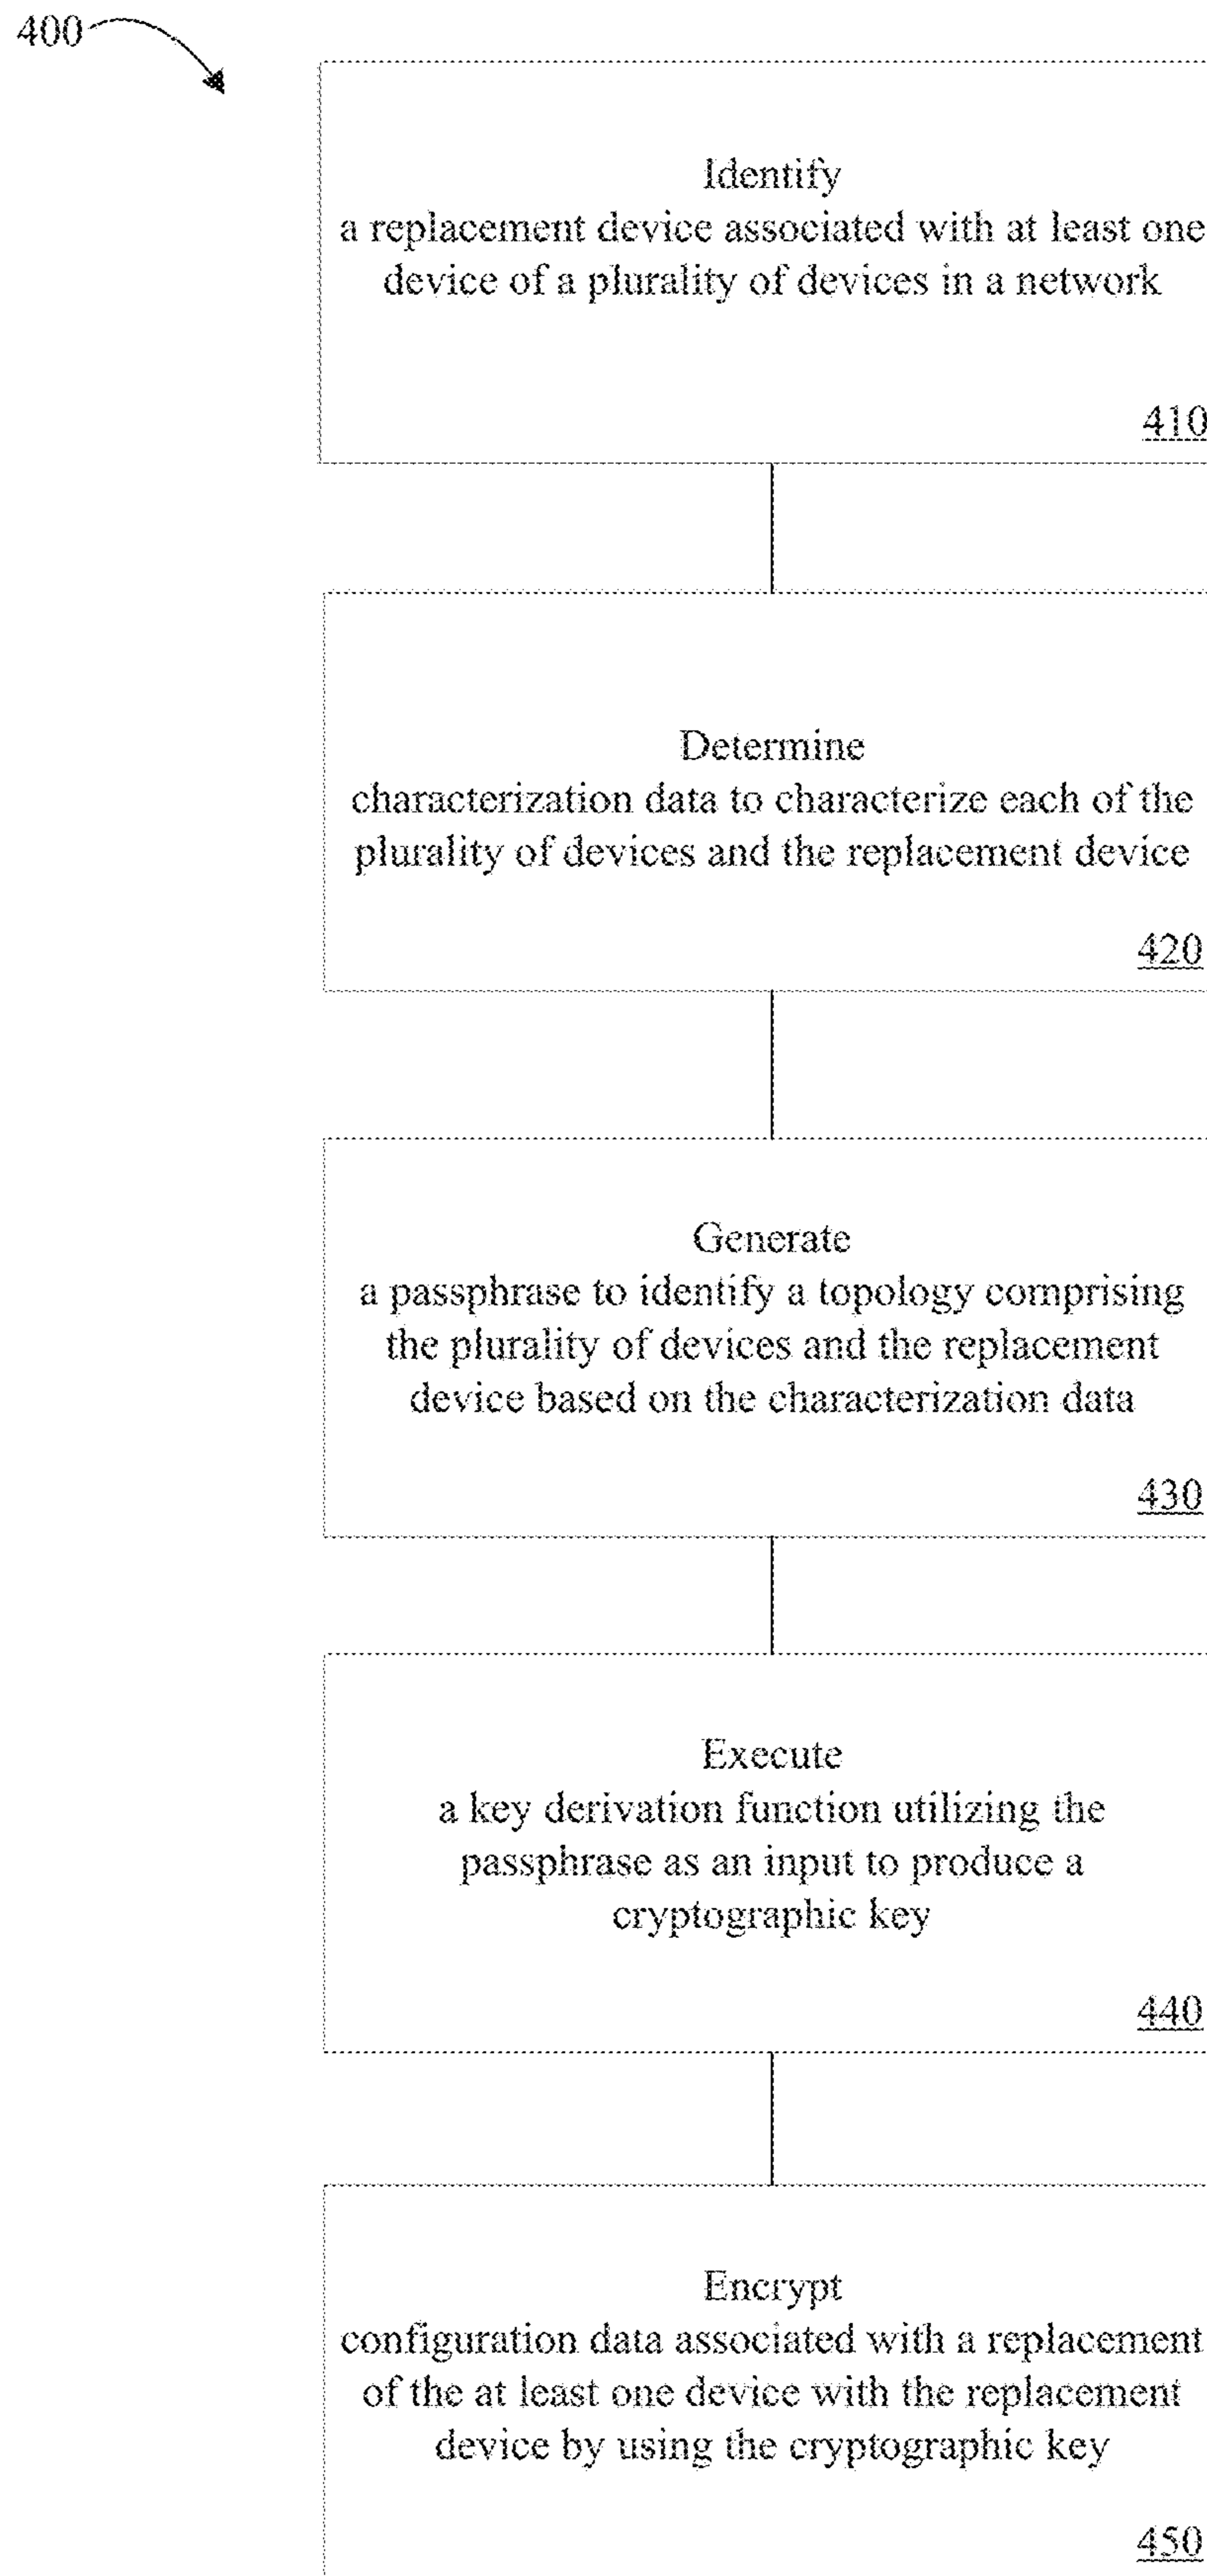 400
Identify
a replacement device associated with at least one
device of a plurality of devices in a network
410
Determine
characterization data to characterize each of the
plurality of devices and the replacement device
420
Generate
a passphrase to identify a topology comprising
the plurality of devices and the replacement
device based on the characterization data
430
Execute
a key derivation function utilizing the
passphrase as an input to produce a
cryptographic key
440
Encrypt
configuration data associated with a replacement
of the at least one device with the replacement
device by using the cryptographic key
450